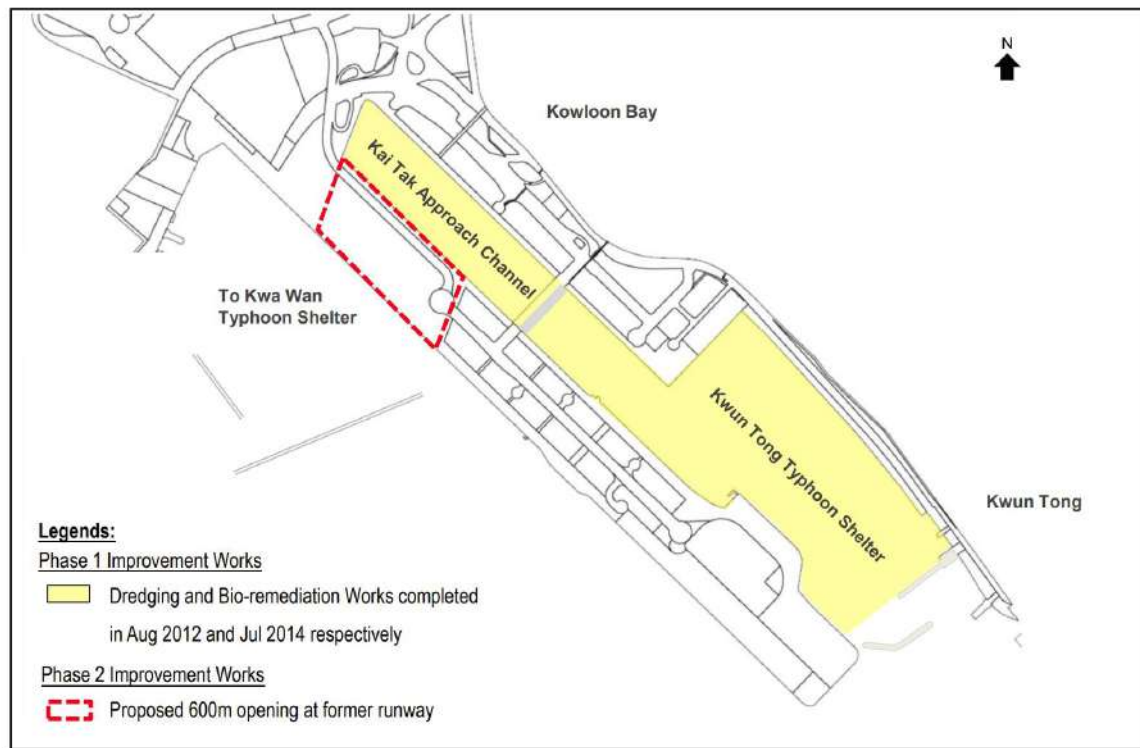 N
Kowloon Bay
Kai Tak Approach Channel
To Kwa Wan
Typhoon Shelter
Kwun Tong Typhoon Shelter
Kwun Tong
Legends:
Phase 1 Improvement Works
Dredging and Bio-remediation Works completed
in Aug 2012 and Jul 2014 respectively
Phase 2 Improvement Works
Proposed 600m opening at former runway